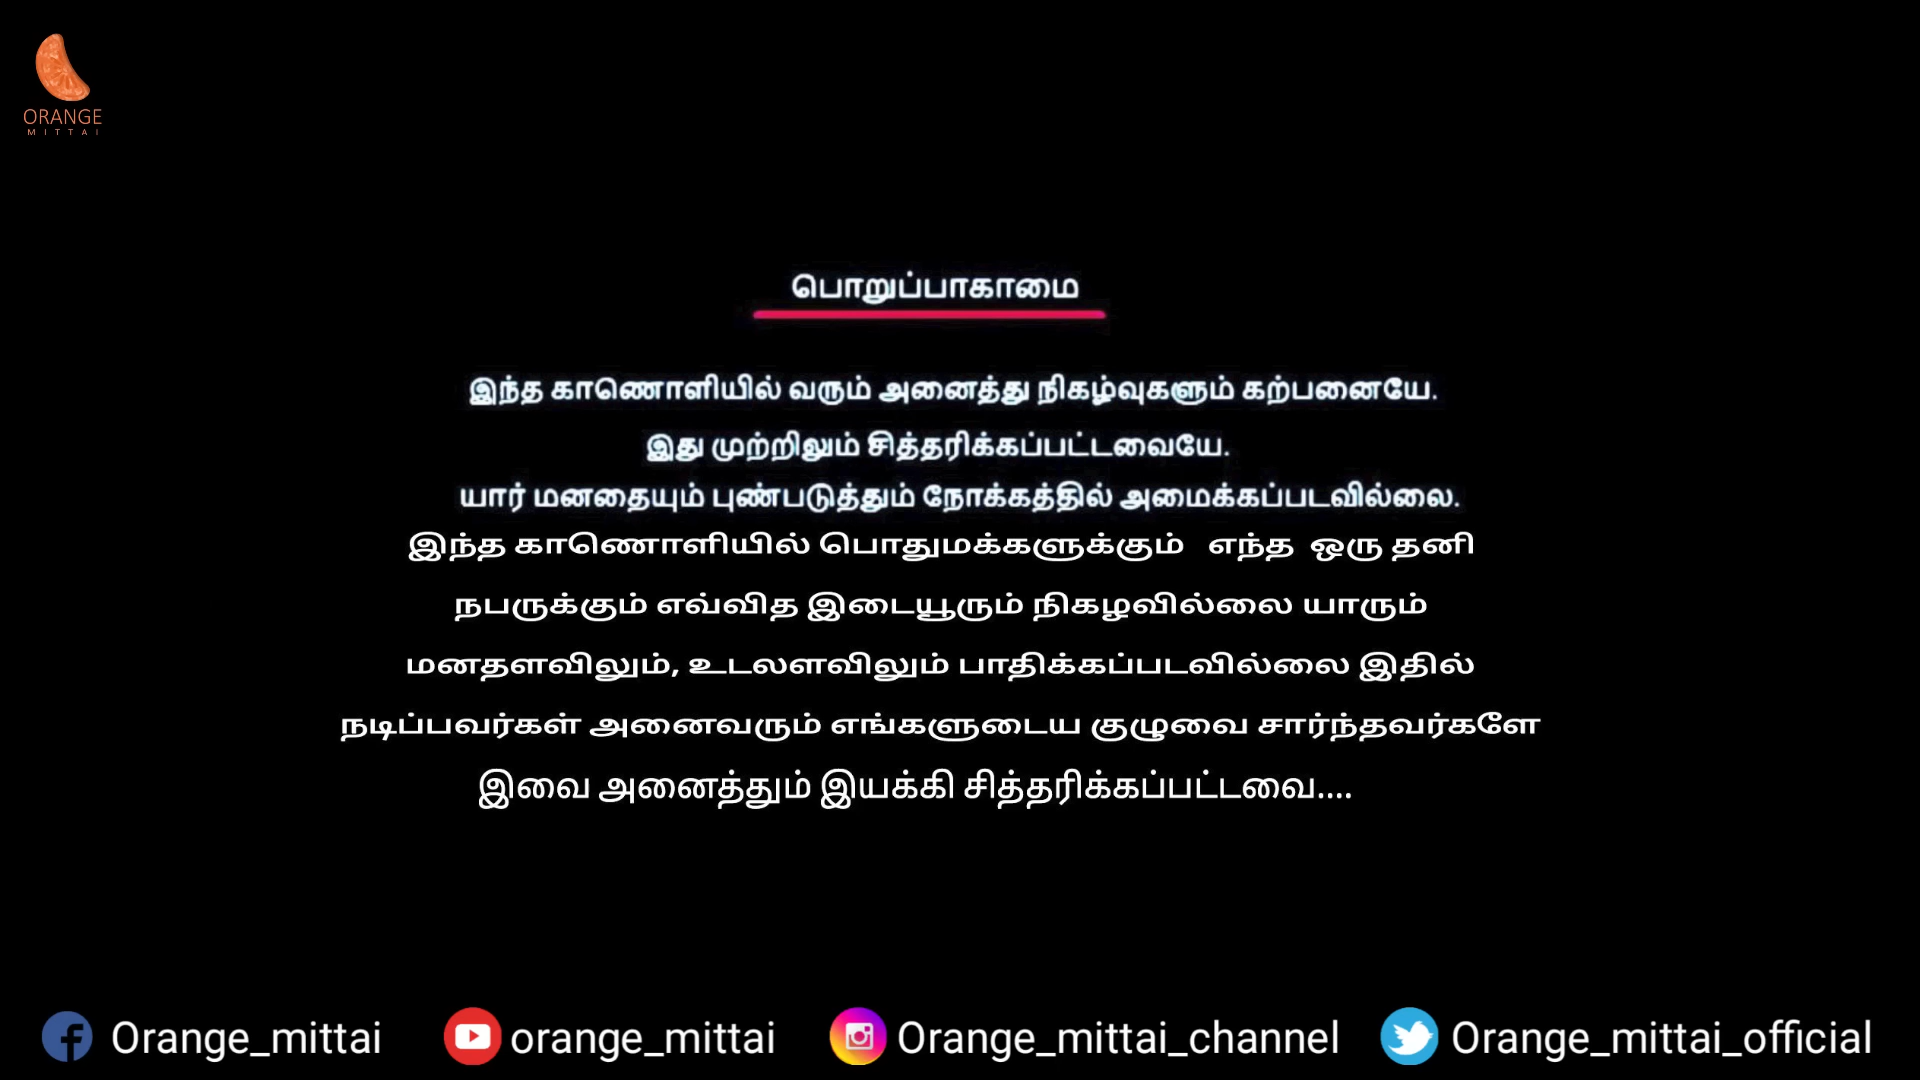 ORANGE
MITTAI
பொறுப்பாகாமை
இந்த காணொளியில் வரும் அனைத்து நிகழ்வுகளும் கற்பனையே.
இது முற்றிலும் சித்தரிக்கப்பட்டவையே.
யார் மனதையும் புண்படுத்தும் நோக்கத்தில் அமைக்கப்படவில்லை.
இந்த காணொளியில் பொதுமக்களுக்கும் எந்த ஒரு தனி
நபருக்கும் எவ்வித இடையூரும் நிகழவில்லை யாரும்
மனதளவிலும், உடலளவிலும் பாதிக்கப்படவில்லை இதில்
நடிப்பவர்கள் அனைவரும் எங்களுடைய குழுவை சார்ந்தவர்களே
இவை அனைத்தும் இயக்கி சித்தரிக்கப்பட்டவை....
Orange_mittai orange_mittai Orange_mittai_channel Orange_mittai_official